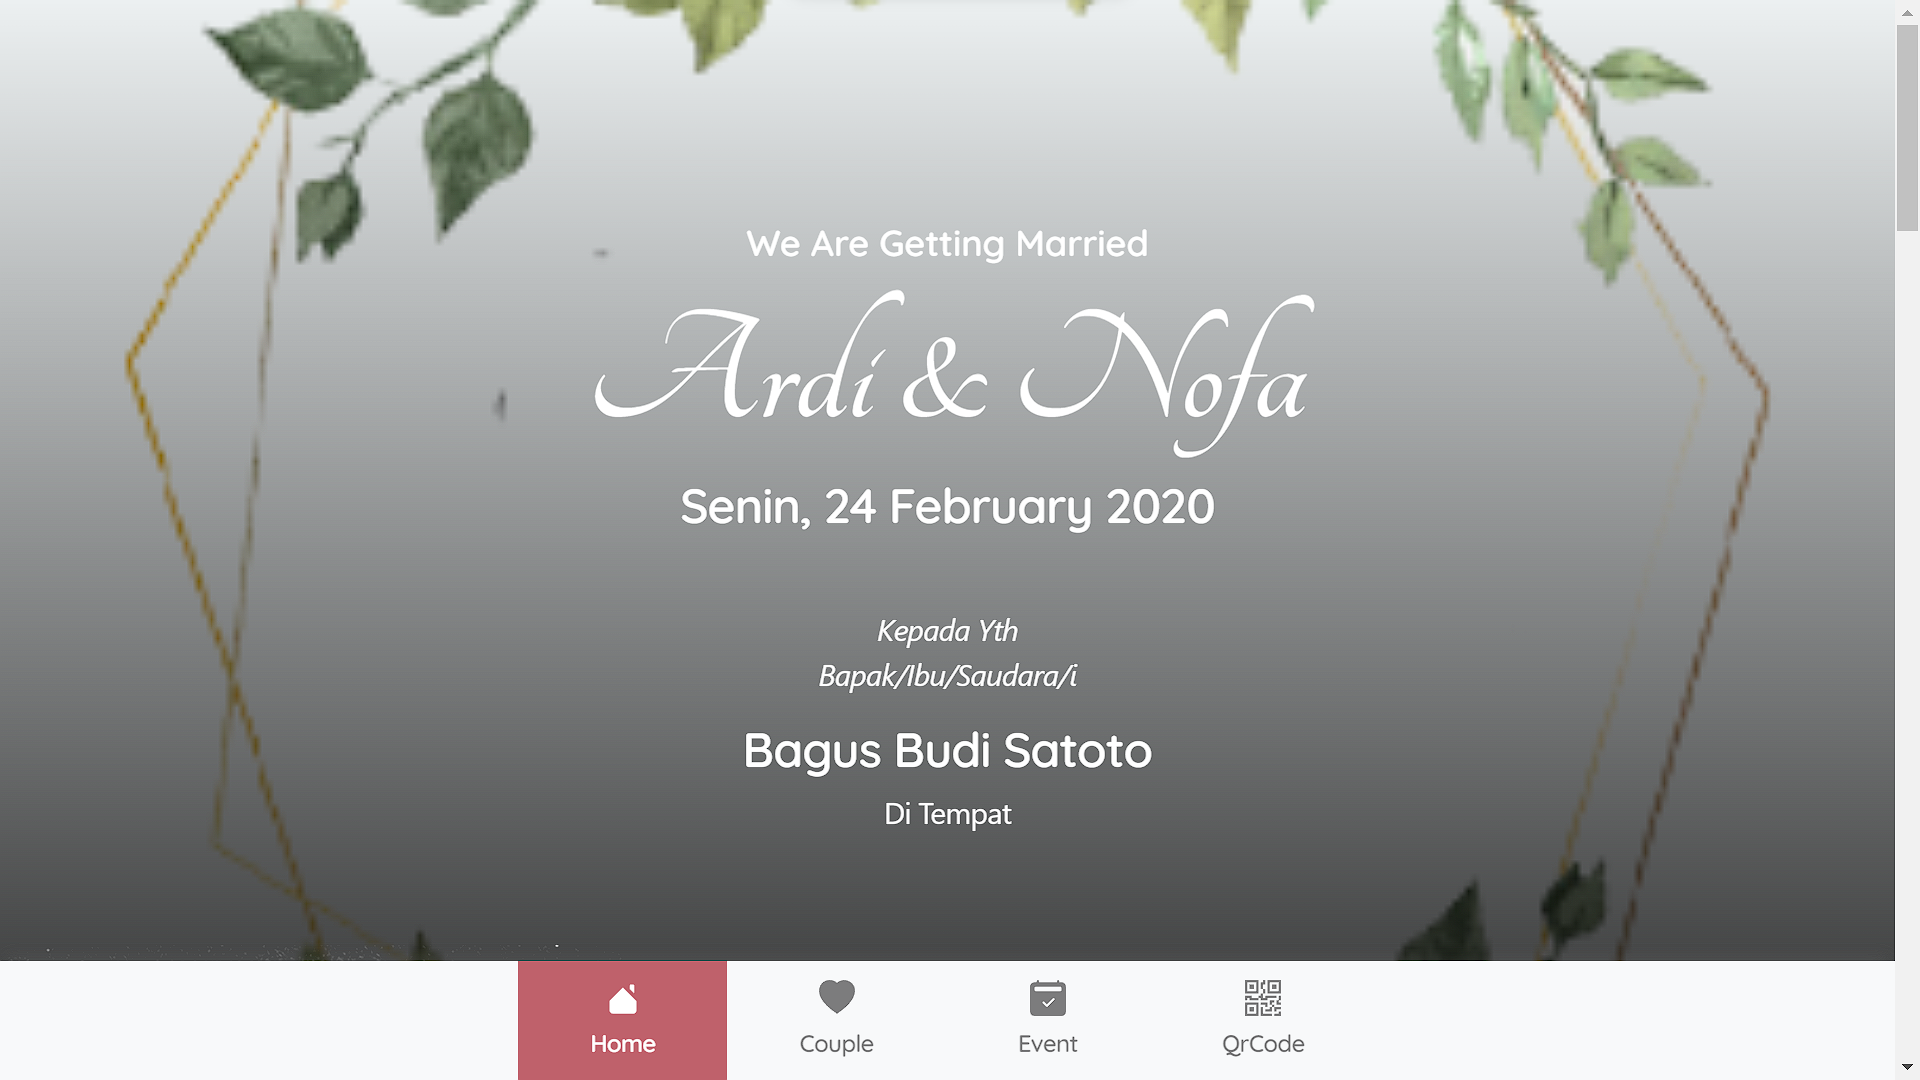 We Are Getting Married
Ardi & Nofa
Senin, 24 February 2020
Kepada Yth
Bapak/Ibu/Saudara/i
Bagus Budi Satoto
Di Tempat
Home
Couple
Event
QrCode